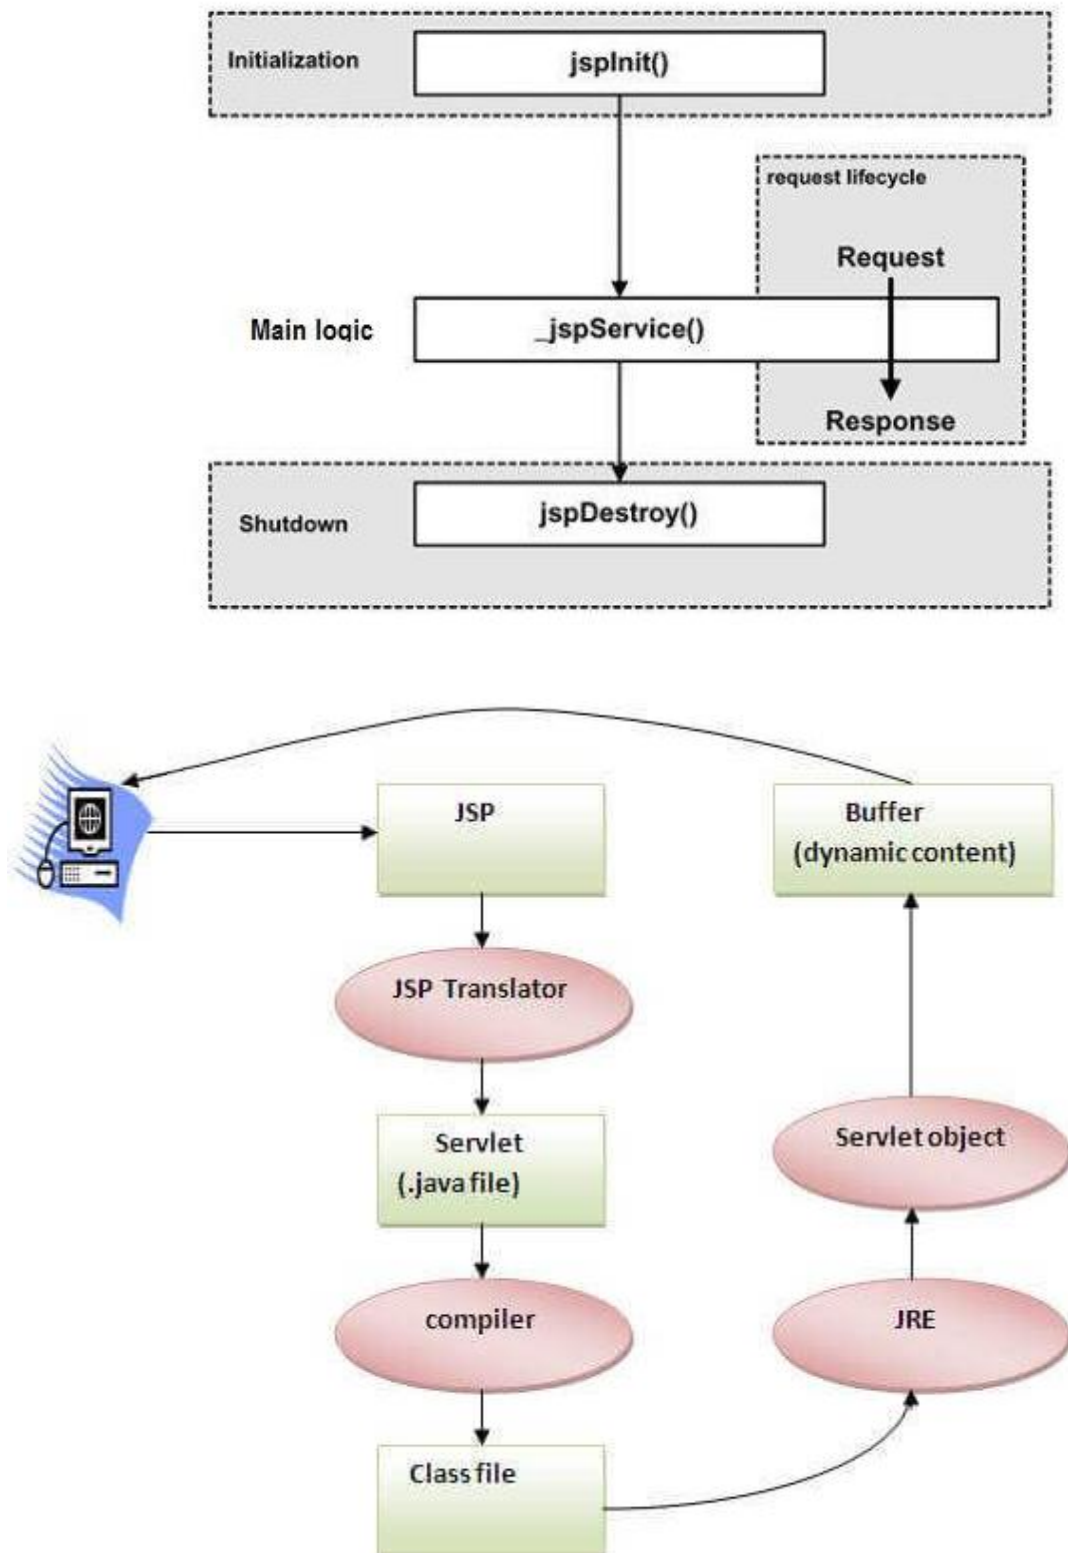 Initialization
jspInit()
request lifecycle
Request
Main logic
_jspService()
Response
Shutdown
jspDestroy()
JSP
Buffer
(dynamic content)
JSP Translator
Servlet
(.java file)
Servlet object
compiler
JRE
Class file